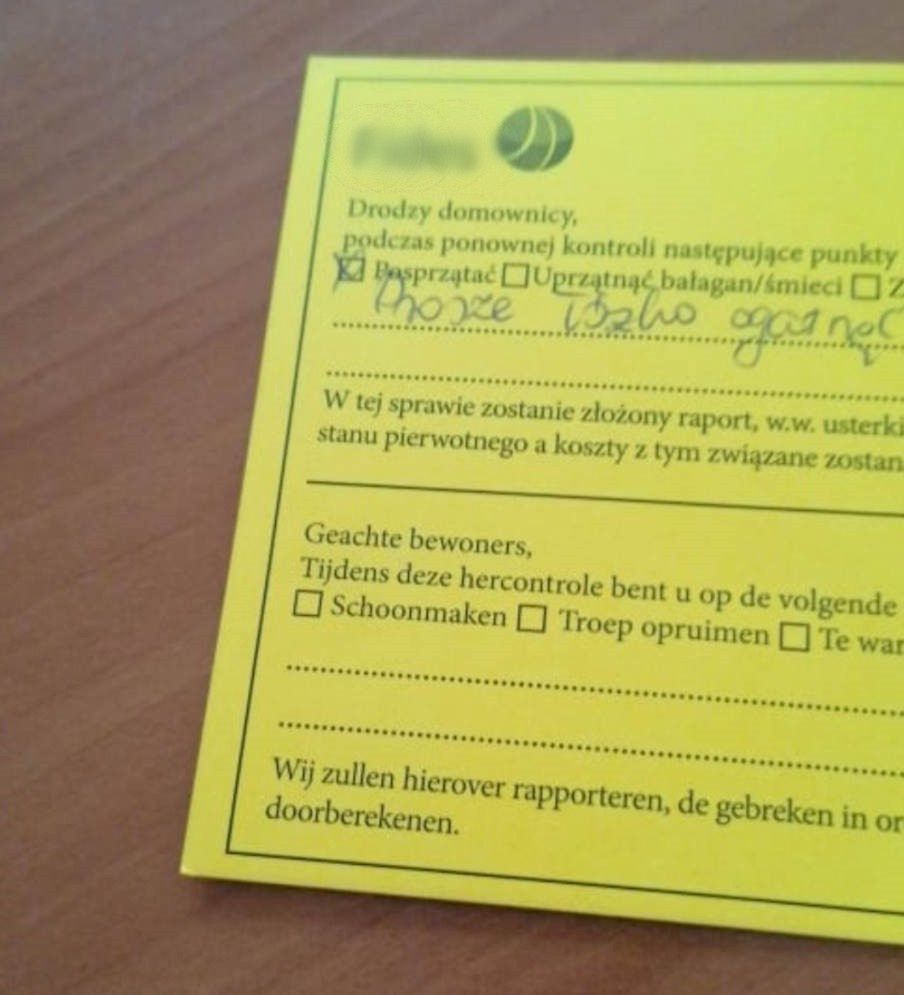 Drodzy domownicy,
podczas ponownej kontroli następujące punkty
Posprzątać Uprzątnąć bałagan/śmieci Z
Proszę łóżko ogarnąć
W tej sprawie zostanie złożony raport, w.w. usterki
stanu pierwotnego a koszty z tym związane zostan
Geachte bewoners,
Tijdens deze hercontrole bent u op de volgende
Schoonmaken Troep opruimen Te war
Wij zullen hierover rapporteren, de gebreken in or
doorberekenen.